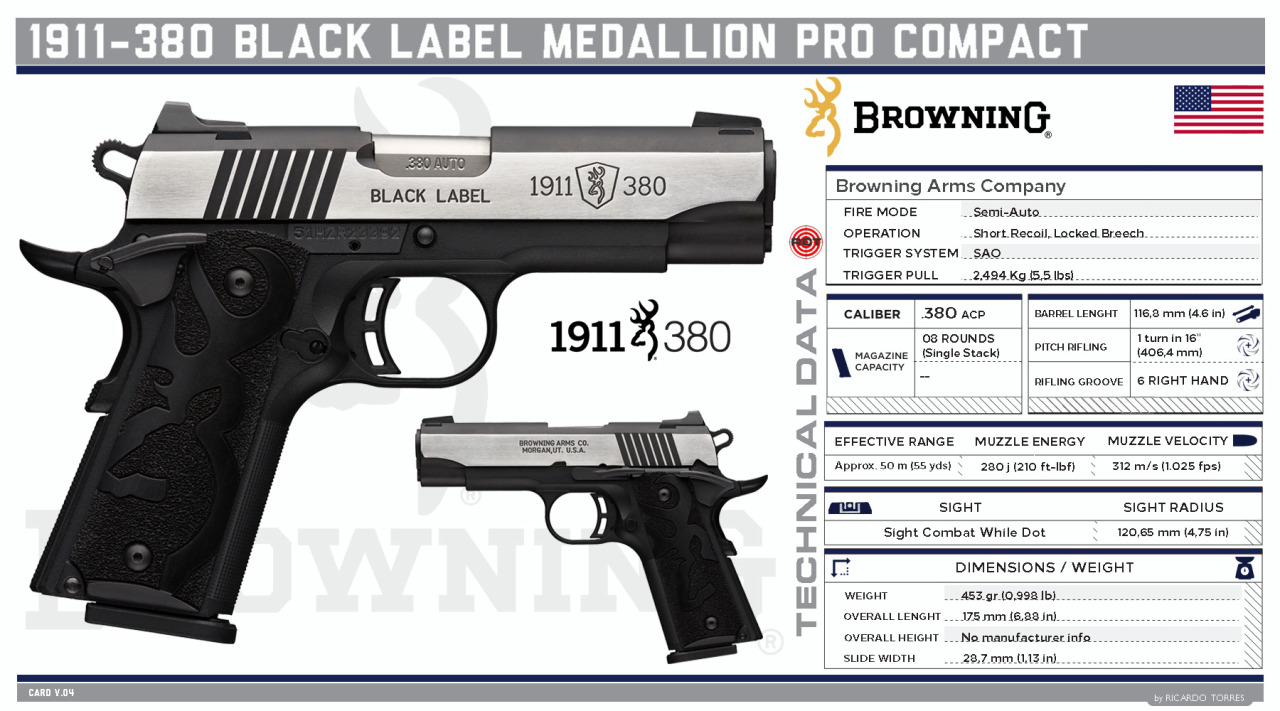 1911-380 BLACK LABEL MEDALLION PRO COMPACT
BROWNING®
.380 AUTO
BLACK LABEL
1911 380
1911 380
BROWNING ARMS CO.
MORGAN, UT. U.S.A.
BROWNING®
TECHNICAL DATA
Browning Arms Company
FIRE MODE Semi-Auto
OPERATION Short Recoil, Locked Breech
TRIGGER SYSTEM SAO
TRIGGER PULL 2,494 Kg (5,5 lbs)
CALIBER .380 ACP
MAGAZINE CAPACITY
08 ROUNDS
(Single Stack)
--
BARREL LENGHT 116,8 mm (4.6 in)
PITCH RIFLING
1 turn in 16"
(406,4 mm)
RIFLING GROOVE 6 RIGHT HAND
EFFECTIVE RANGE MUZZLE ENERGY MUZZLE VELOCITY
Approx. 50 m (55 yds) 280 j (210 ft-lbf) 312 m/s (1.025 fps)
SIGHT SIGHT RADIUS
Sight Combat While Dot 120,65 mm (4,75 in)
DIMENSIONS / WEIGHT
WEIGHT 453 gr (0,998 lb)
OVERALL LENGHT 175 mm (6,88 in)
OVERALL HEIGHT No manufacturer info
SLIDE WIDTH 28,7 mm (1,13 in)
CARD V.04
by RICARDO TORRES